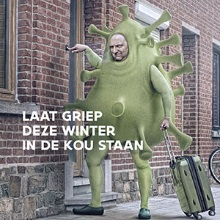 LAAT GRIEP
DEZE WINTER
IN DE KOU STAAN